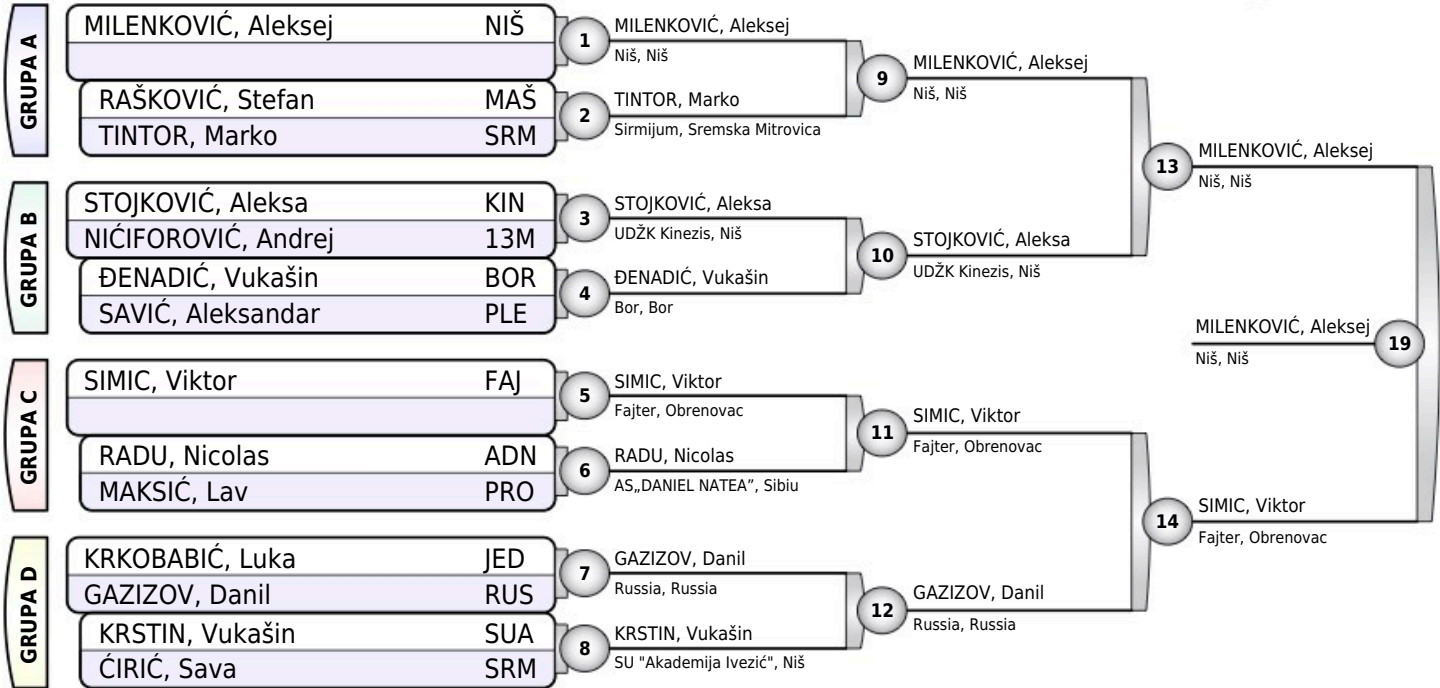 GRUPA A
MILENKOVIĆ, Aleksej NIŠ
RAŠKOVIĆ, Stefan MAŠ
TINTOR, Marko SRM
GRUPA B
STOJKOVIĆ, Aleksa KIN
NIĆIFOROVIĆ, Andrej 13M
ĐENADIĆ, Vukašin BOR
SAVIĆ, Aleksandar PLE
GRUPA C
SIMIC, Viktor FAJ
RADU, Nicolas ADN
MAKSIĆ, Lav PRO
GRUPA D
KRKOBABIĆ, Luka JED
GAZIZOV, Danil RUS
KRSTIN, Vukašin SUA
ĆIRIĆ, Sava SRM
1 MILENKOVIĆ, Aleksej
Niš, Niš
2 TINTOR, Marko
Sirmijum, Sremska Mitrovica
3 STOJKOVIĆ, Aleksa
UDŽK Kinezis, Niš
4 ĐENADIĆ, Vukašin
Bor, Bor
5 SIMIC, Viktor
Fajter, Obrenovac
6 RADU, Nicolas
AS„DANIEL NATEA”, Sibiu
7 GAZIZOV, Danil
Russia, Russia
8 KRSTIN, Vukašin
SU "Akademija Ivezić", Niš
9 MILENKOVIĆ, Aleksej
Niš, Niš
10 STOJKOVIĆ, Aleksa
UDŽK Kinezis, Niš
11 SIMIC, Viktor
Fajter, Obrenovac
12 GAZIZOV, Danil
Russia, Russia
13 MILENKOVIĆ, Aleksej
Niš, Niš
14 SIMIC, Viktor
Fajter, Obrenovac
MILENKOVIĆ, Aleksej 19
Niš, Niš